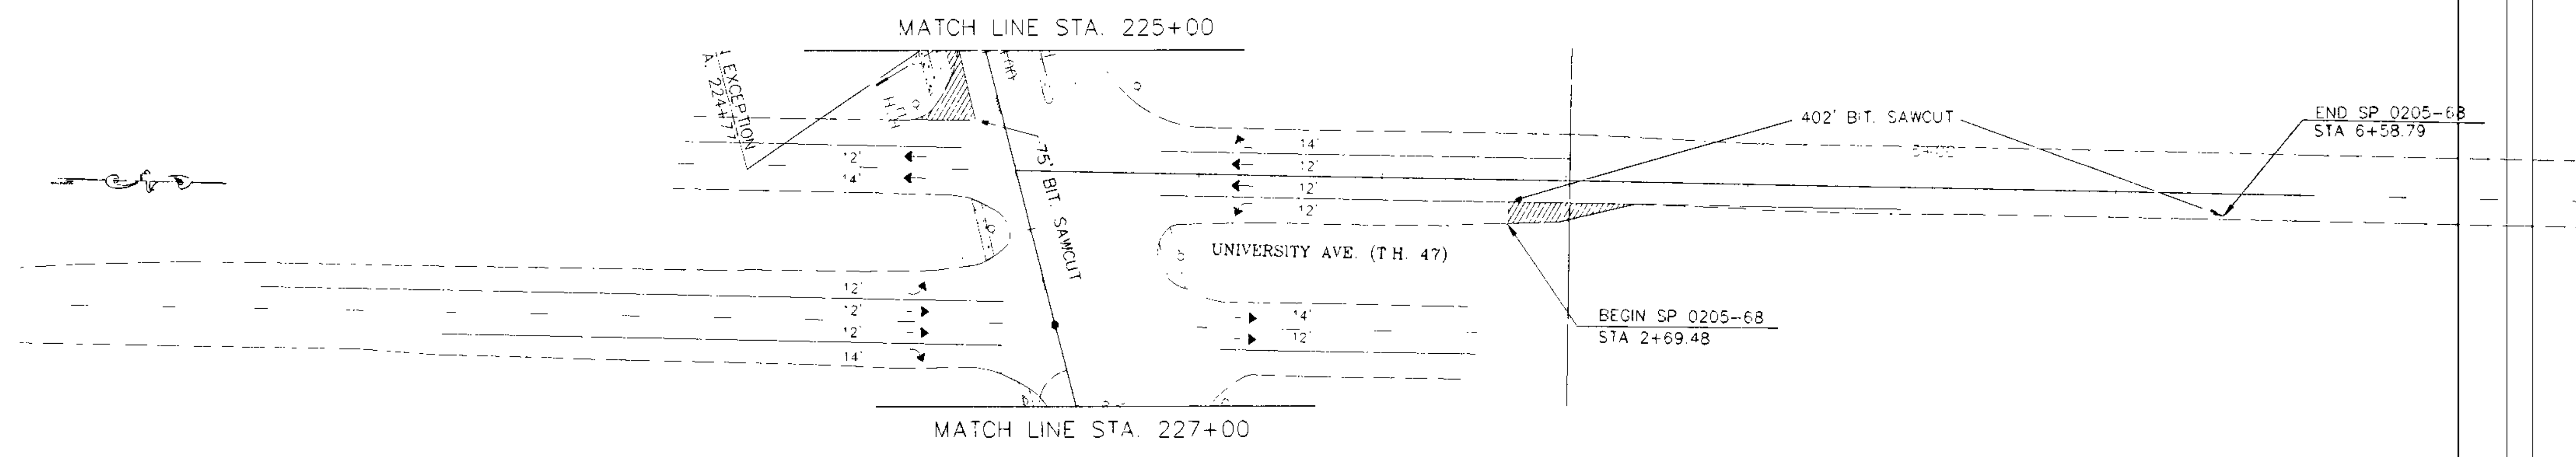 MATCH LINE STA. 225+00
EXCEPTION
A. 224+77
402' BIT. SAWCUT
END SP 0205-68
STA 6+58.79
75' BIT. SAWCUT
12'
14'
14'
12'
12'
12'
UNIVERSITY AVE. (T H. 47)
12'
12'
12'
14'
14'
12'
BEGIN SP 0205-68
STA 2+69.48
MATCH LINE STA. 227+00